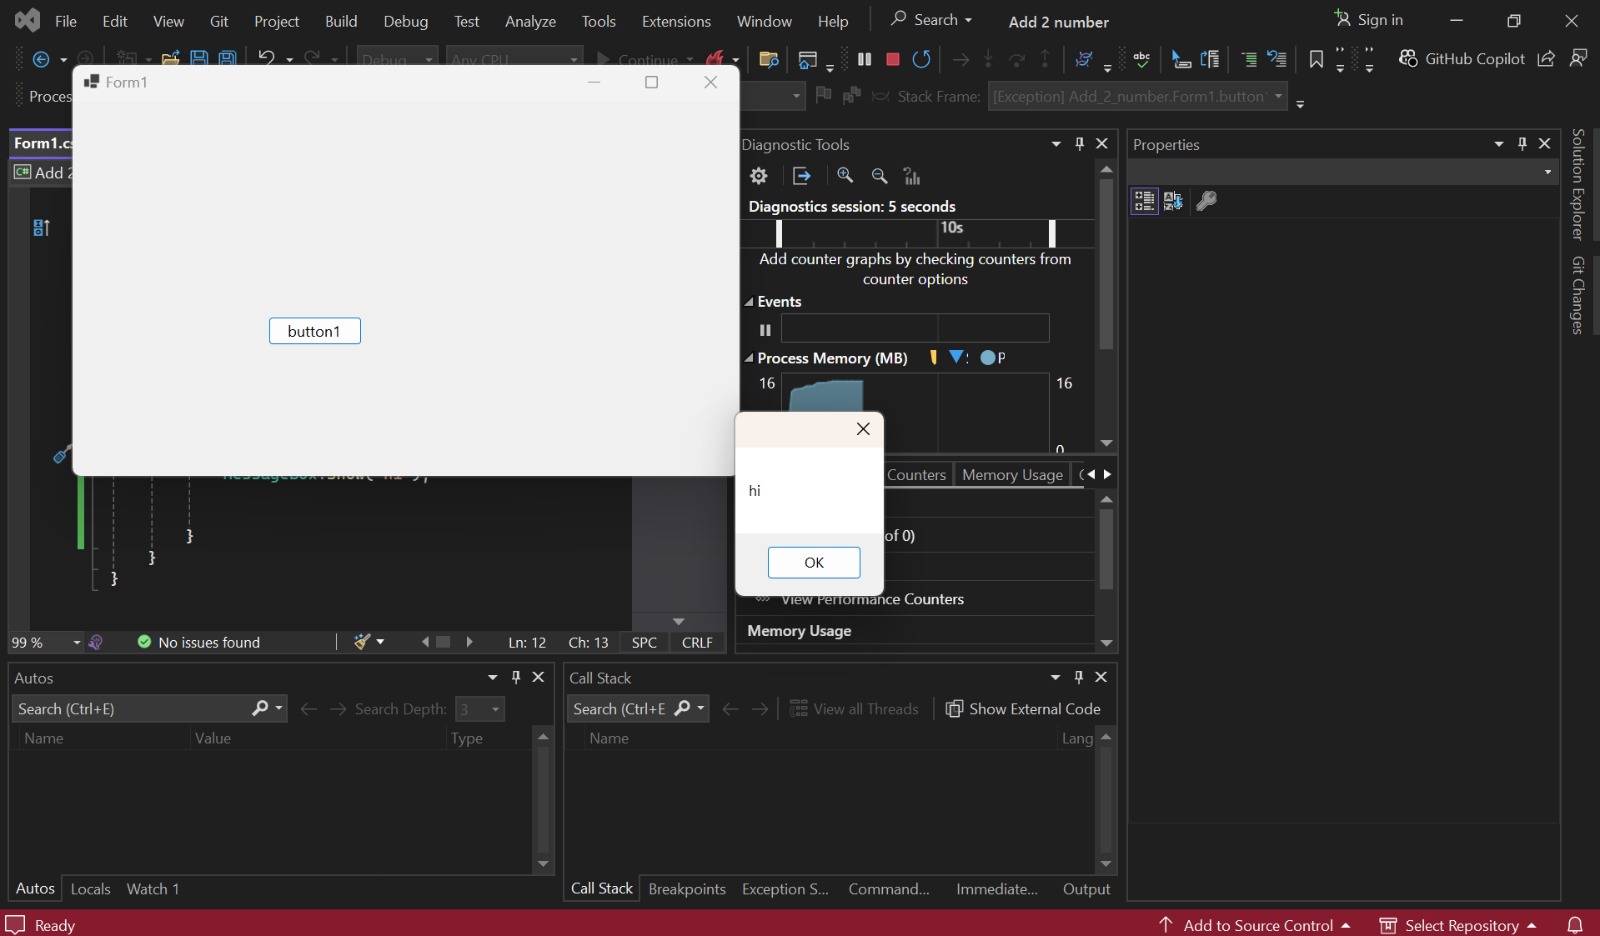 File Edit View Git Project Build Debug Test Analyze Tools Extensions Window Help Search Add 2 number Sign in
Debug Any CPU Continue GitHub Copilot
Proces Stack Frame: [Exception] Add_2_number.Form1.button
Form1
button1
Form1.cs
C# Add 2
Diagnostic Tools
Diagnostics session: 5 seconds
10s
Add counter graphs by checking counters from
counter options
Events
Process Memory (MB) P
16 16
0
Counters Memory Usage
of 0)
View Performance Counters
Memory Usage
hi
OK
Properties
Solution Explorer
Git Changes
}
}
}
99 % No issues found Ln: 12 Ch: 13 SPC CRLF
Autos
Search (Ctrl+E) Search Depth: 3
Name Value Type
Autos Locals Watch 1
Call Stack
Search (Ctrl+E View all Threads Show External Code
Name Lang
Call Stack Breakpoints Exception S... Command... Immediate... Output
Ready Add to Source Control Select Repository